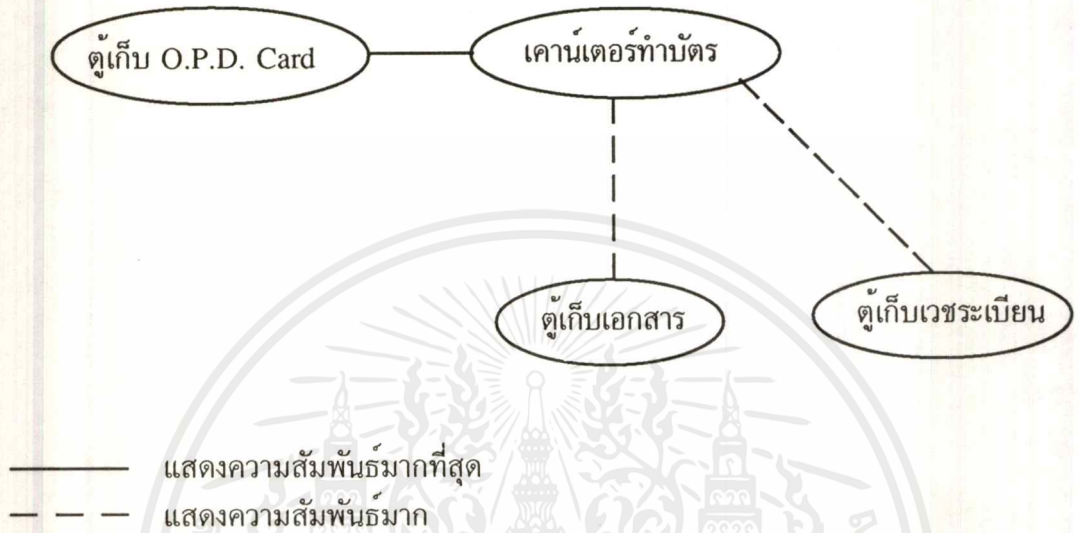 ตู้เก็บ O.P.D. Card
เคาน์เตอร์ทำบัตร
ตู้เก็บเอกสาร
ตู้เก็บเวชระเบียน
แสดงความสัมพันธ์มากที่สุด
แสดงความสัมพันธ์มาก